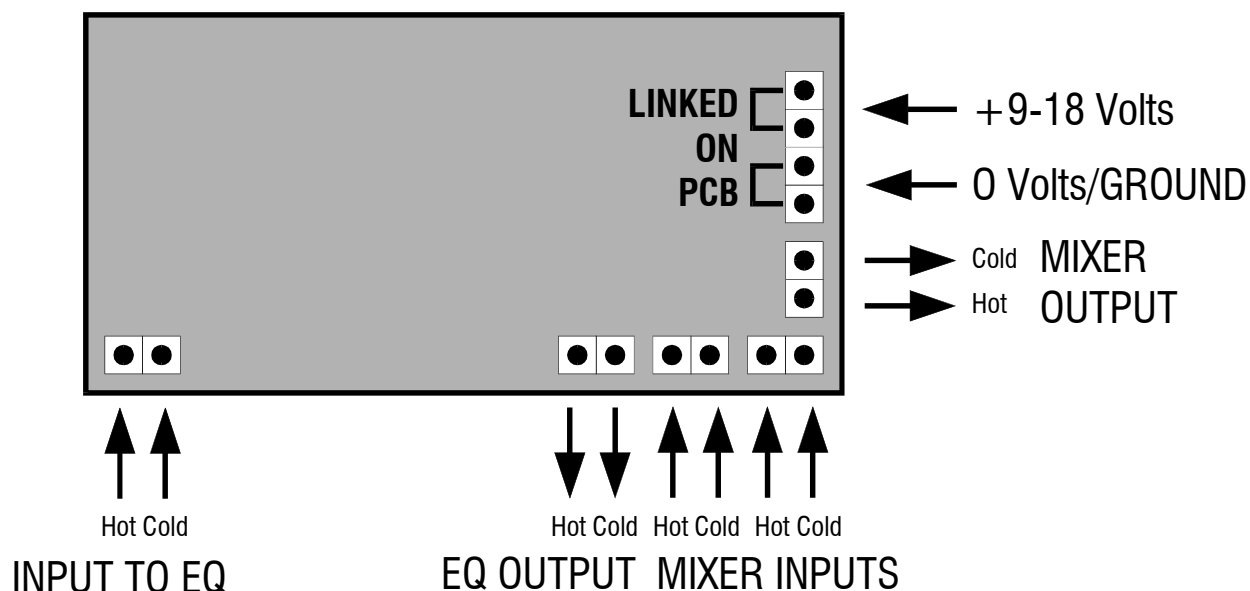 LINKED
ON
PCB
+9-18 Volts
O Volts/GROUND
Cold MIXER
Hot OUTPUT
Hot Cold
Hot Cold Hot Cold Hot Cold
INPUT TO EQ
EQ OUTPUT MIXER INPUTS